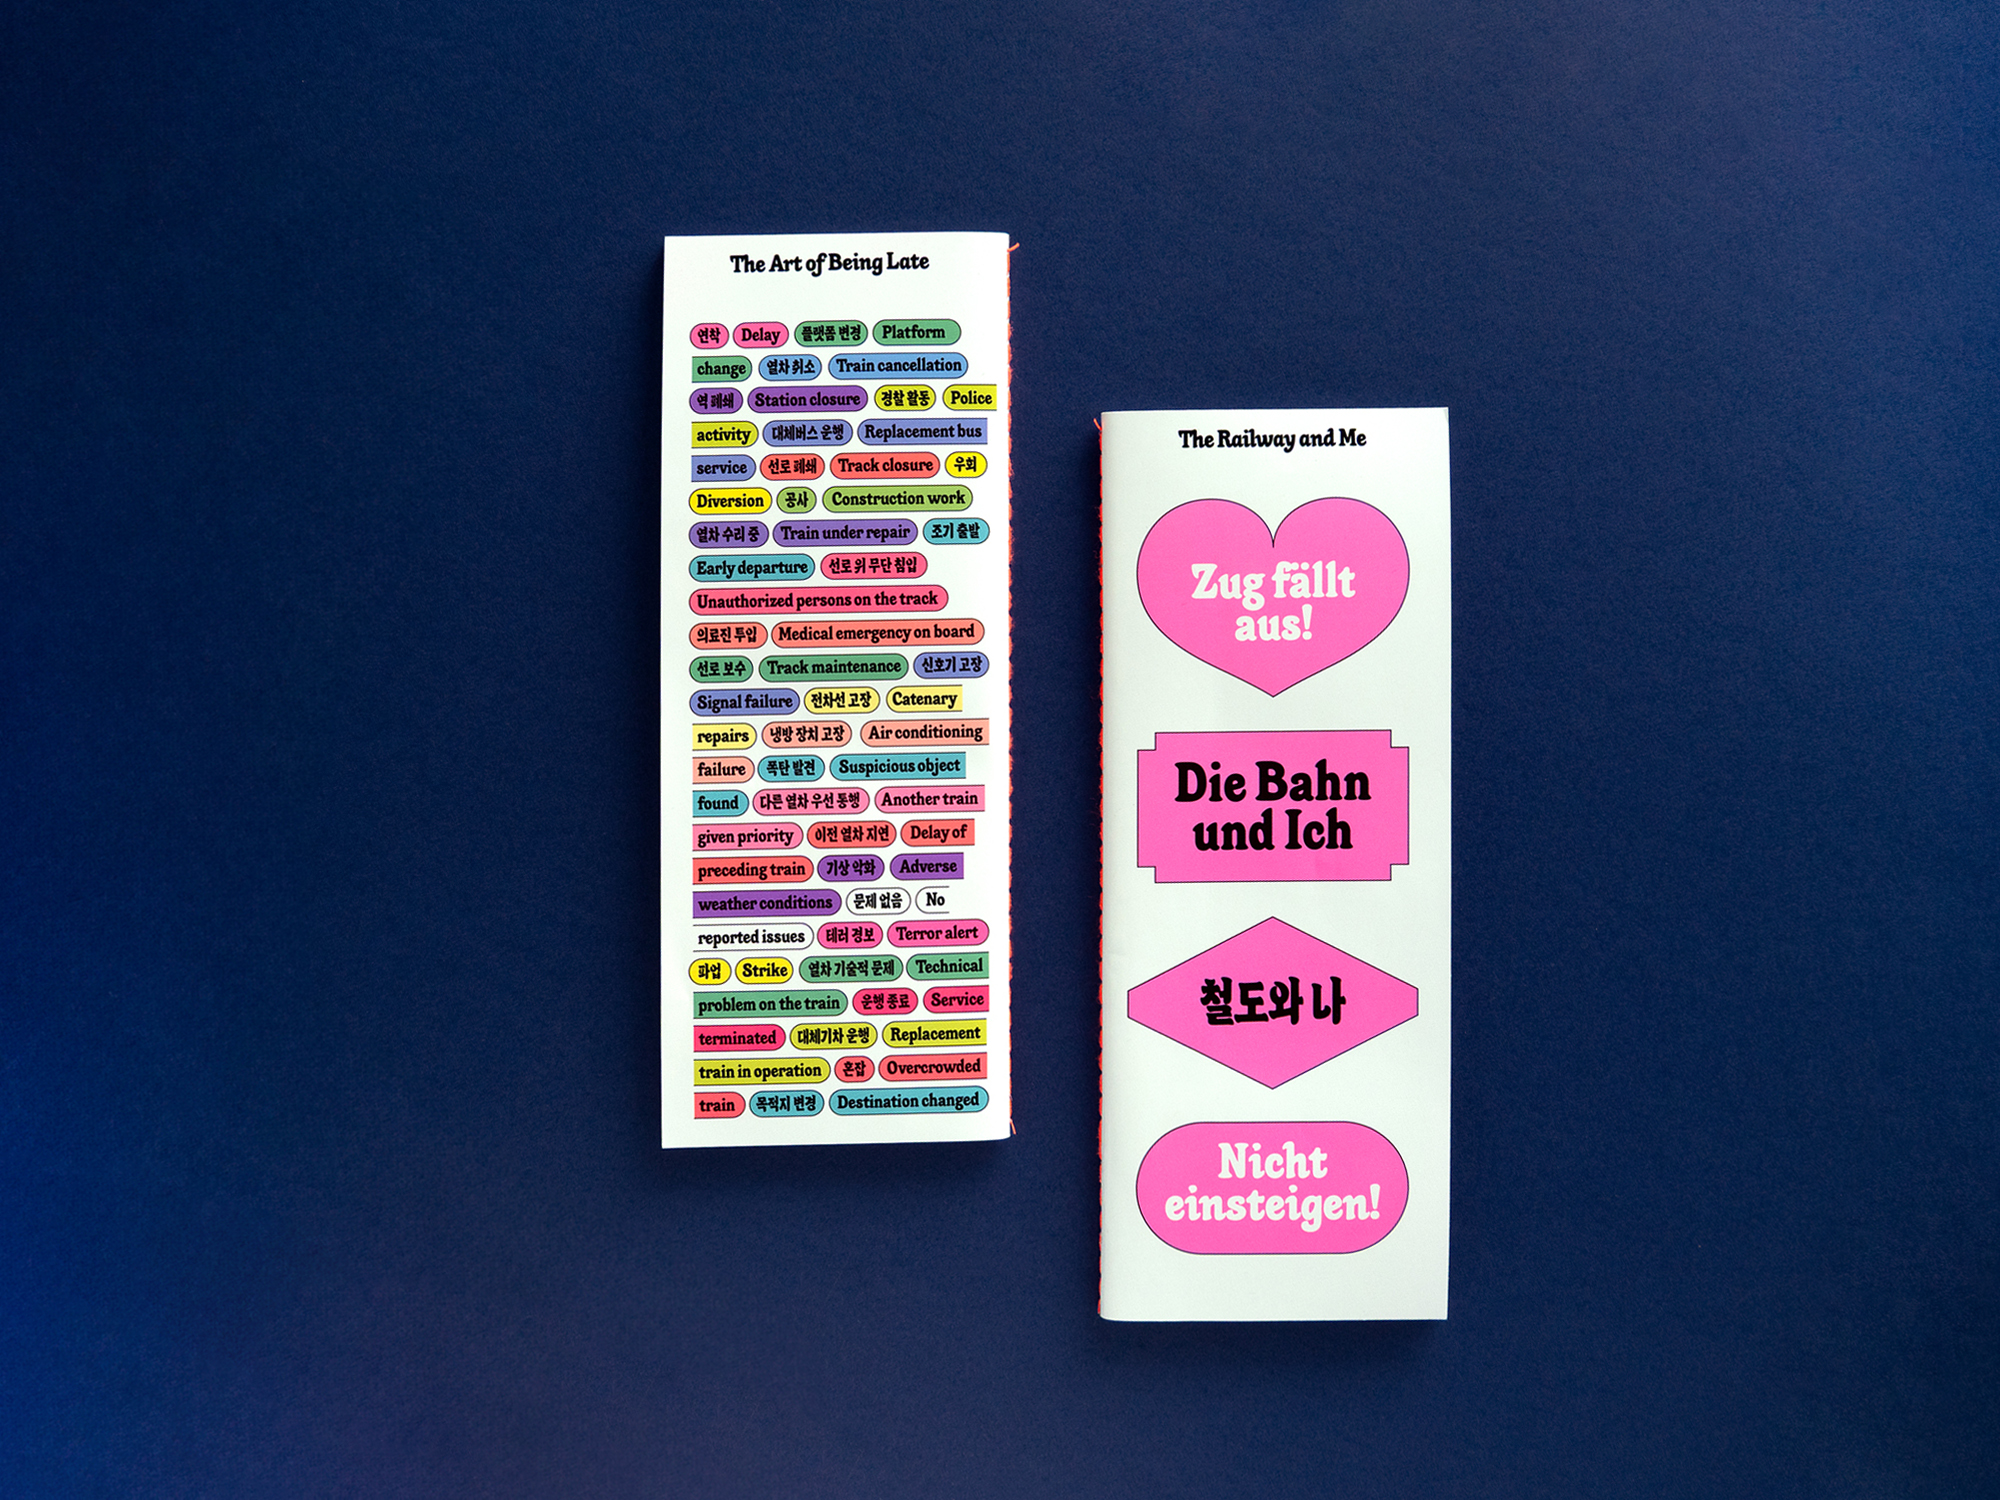 The Art of Being Late
연착 Delay 플랫폼 변경 Platform
change 열차 취소 Train cancellation
역 폐쇄 Station closure 경찰 활동 Police
activity 대체버스 운행 Replacement bus
service 선로 폐쇄 Track closure 우회
Diversion 공사 Construction work
열차 수리 중 Train under repair 조기 출발
Early departure 선로 위 무단 침입
Unauthorized persons on the track
의료진 투입 Medical emergency on board
선로 보수 Track maintenance 신호기 고장
Signal failure 전차선 고장 Catenary
repairs 냉방 장치 고장 Air conditioning
failure 폭탄 발견 Suspicious object
found 다른 열차 우선 통행 Another train
given priority 이전 열차 지연 Delay of
preceding train 기상 악화 Adverse
weather conditions 문제 없음 No
reported issues 테러 경보 Terror alert
파업 Strike 열차 기술적 문제 Technical
problem on the train 운행 종료 Service
terminated 대체기차 운행 Replacement
train in operation 혼잡 Overcrowded
train 목적지 변경 Destination changed
The Railway and Me
Zug fällt
aus!
Die Bahn
und Ich
철도와 나
Nicht
einsteigen!